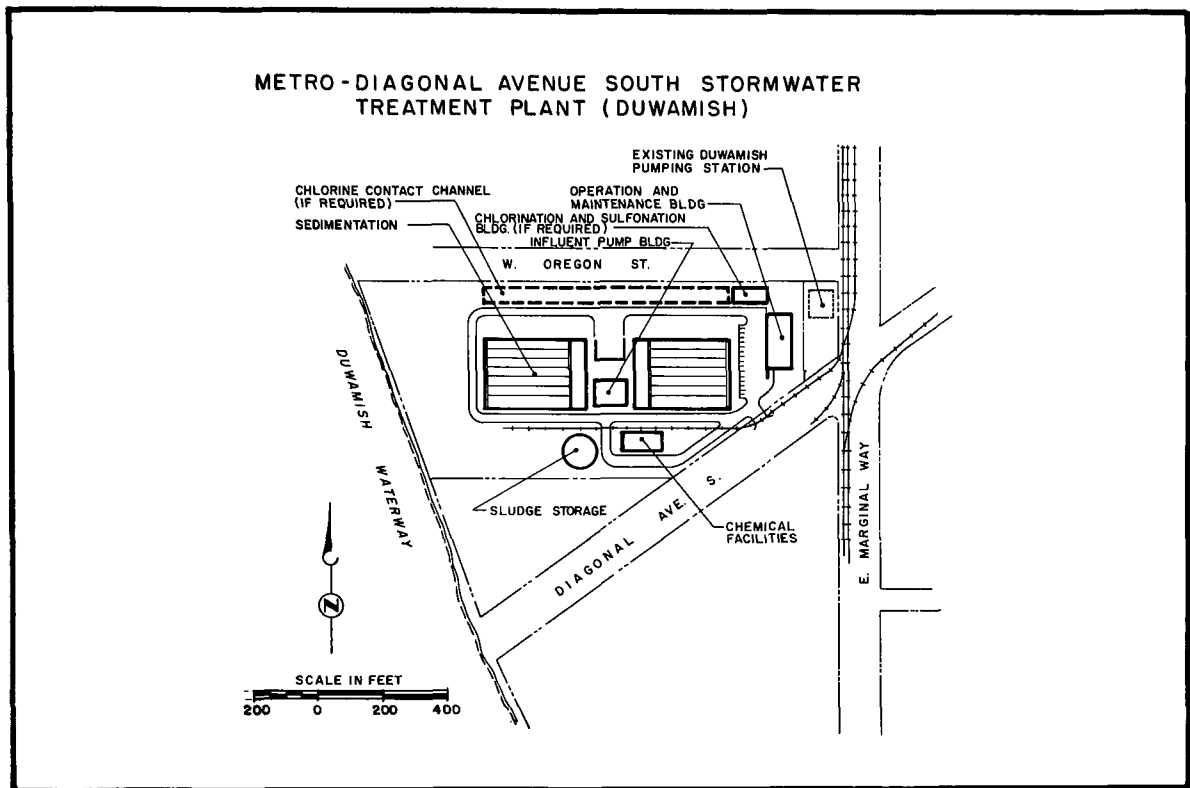 METRO-DIAGONAL AVENUE SOUTH STORMWATER
TREATMENT PLANT (DUWAMISH)
EXISTING DUWAMISH
PUMPING STATION
CHLORINE CONTACT CHANNEL
(IF REQUIRED)
OPERATION AND
MAINTENANCE BLDG
SEDIMENTATION
CHLORINATION AND SULFONATION
BLDG. (IF REQUIRED)
INFLUENT PUMP BLDG
W. OREGON ST.
DUWAMISH
WATERWAY
SLUDGE STORAGE
DIAGONAL AVE. S.
CHEMICAL
FACILITIES
E. MARGINAL WAY
N
SCALE IN FEET
200 0 200 400